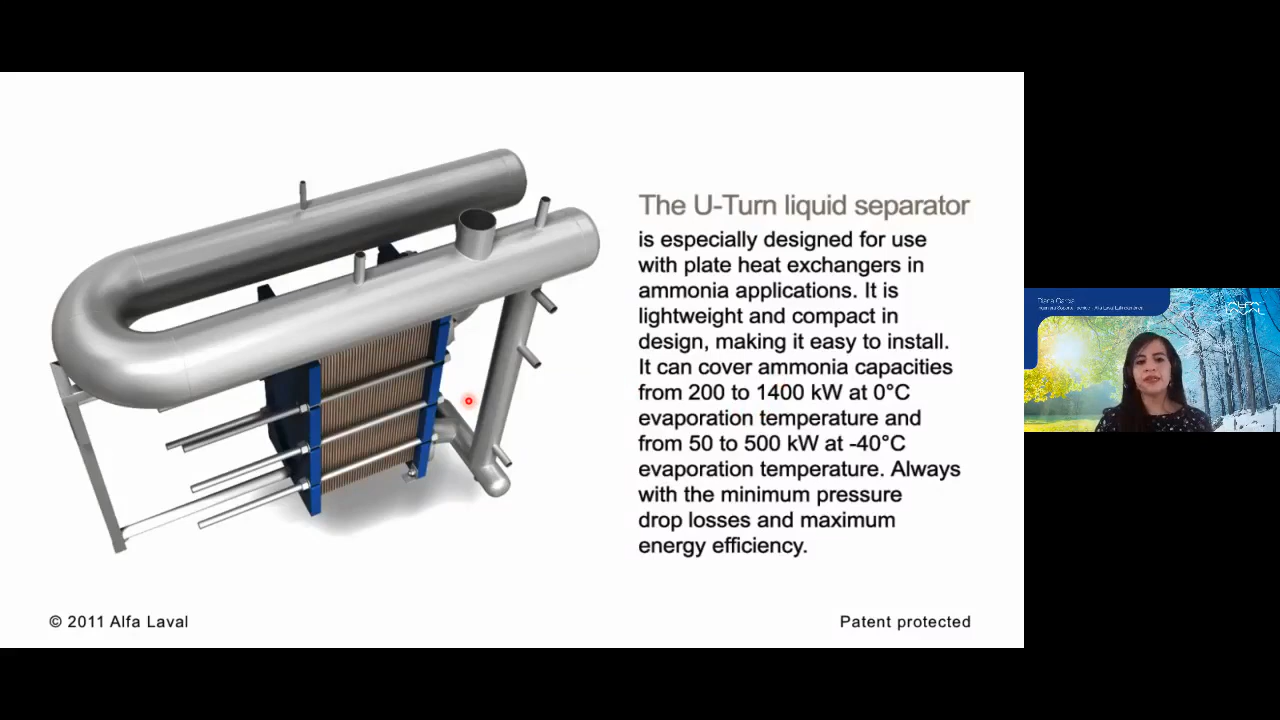 The U-Turn liquid separator
is especially designed for use
with plate heat exchangers in
ammonia applications. It is
lightweight and compact in
design, making it easy to install.
It can cover ammonia capacities
from 200 to 1400 kW at 0°C
evaporation temperature and
from 50 to 500 kW at -40°C
evaporation temperature. Always
with the minimum pressure
drop losses and maximum
energy efficiency.
© 2011 Alfa Laval
Patent protected